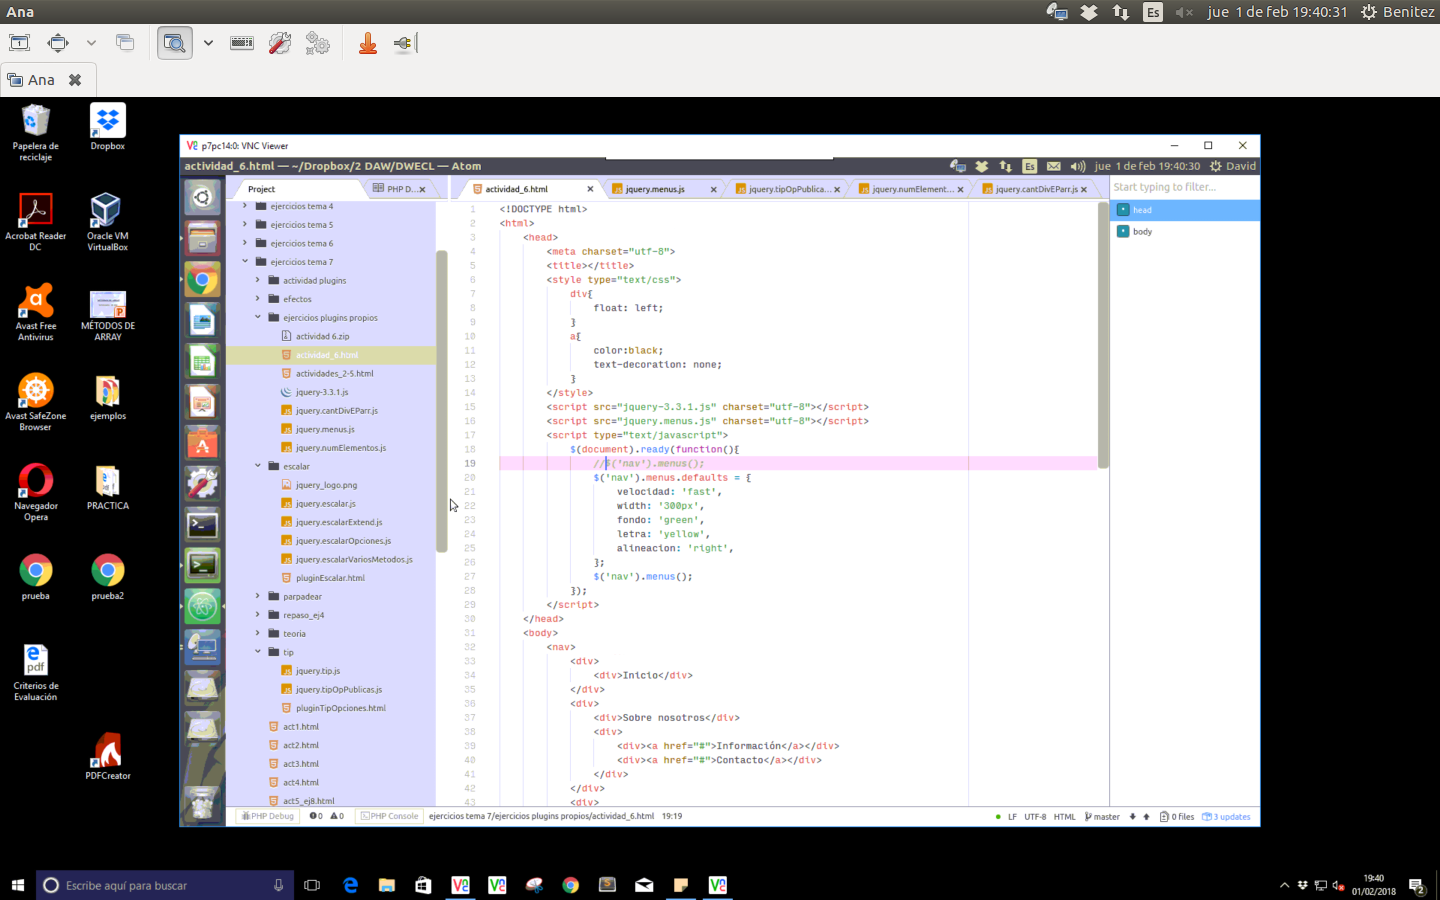 Ana
Es
jue 1 de feb 19:40:31
Benitez
Ana
Papelera de reciclaje
Dropbox
Acrobat Reader DC
Oracle VM VirtualBox
Avast Free Antivirus
MÉTODOS DE ARRAY
Avast SafeZone Browser
ejemplos
Navegador Opera
PRACTICA
prueba
prueba2
Criterios de Evaluación
PDFCreator
p7pc14:0: VNC Viewer
actividad_6.html — ~/Dropbox/2 DAW/DWECL — Atom
Es
jue 1 de feb 19:40:30
David
Project
PHP D...
actividad_6.html
jquery.menus.js
jquery.tipOpPublica...
jquery.numElement...
jquery.cantDivEParr.js
Start typing to filter...
head
body
ejercicios tema 4
ejercicios tema 5
ejercicios tema 6
ejercicios tema 7
actividad plugins
efectos
ejercicios plugins propios
actividad 6.zip
actividad_6.html
actividades_2-5.html
jquery-3.3.1.js
jquery.cantDivEParr.js
jquery.menus.js
jquery.numElementos.js
escalar
jquery_logo.png
jquery.escalar.js
jquery.escalarExtend.js
jquery.escalarOpciones.js
jquery.escalarVariosMetodos.js
pluginEscalar.html
parpadear
repaso_ej4
teoria
tip
jquery.tip.js
jquery.tipOpPublicas.js
pluginTipOpciones.html
act1.html
act2.html
act3.html
act4.html
act5_ej8.html
1 <!DOCTYPE html>
2 <html>
3 <head>
4 <meta charset="utf-8">
5 <title></title>
6 <style type="text/css">
7 div{
8 float: left;
9 }
10 a{
11 color:black;
12 text-decoration: none;
13 }
14 </style>
15 <script src="jquery-3.3.1.js" charset="utf-8"></script>
16 <script src="jquery.menus.js" charset="utf-8"></script>
17 <script type="text/javascript">
18 $(document).ready(function(){
19 //$('nav').menus();
20 $('nav').menus.defaults = {
21 velocidad: 'fast',
22 width: '300px',
23 fondo: 'green',
24 letra: 'yellow',
25 alineacion: 'right',
26 };
27 $('nav').menus();
28 });
29 </script>
30 </head>
31 <body>
32 <nav>
33 <div>
34 <div>Inicio</div>
35 </div>
36 <div>
37 <div>Sobre nosotros</div>
38 <div>
39 <div><a href="#">Información</a></div>
40 <div><a href="#">Contacto</a></div>
41 </div>
42 </div>
43 <div>
PHP Debug
0 0
PHP Console
ejercicios tema 7/ejercicios plugins propios/actividad_6.html 19:19
LF
UTF-8
HTML
master
0 files
3 updates
Escribe aquí para buscar
19:40
01/02/2018
2